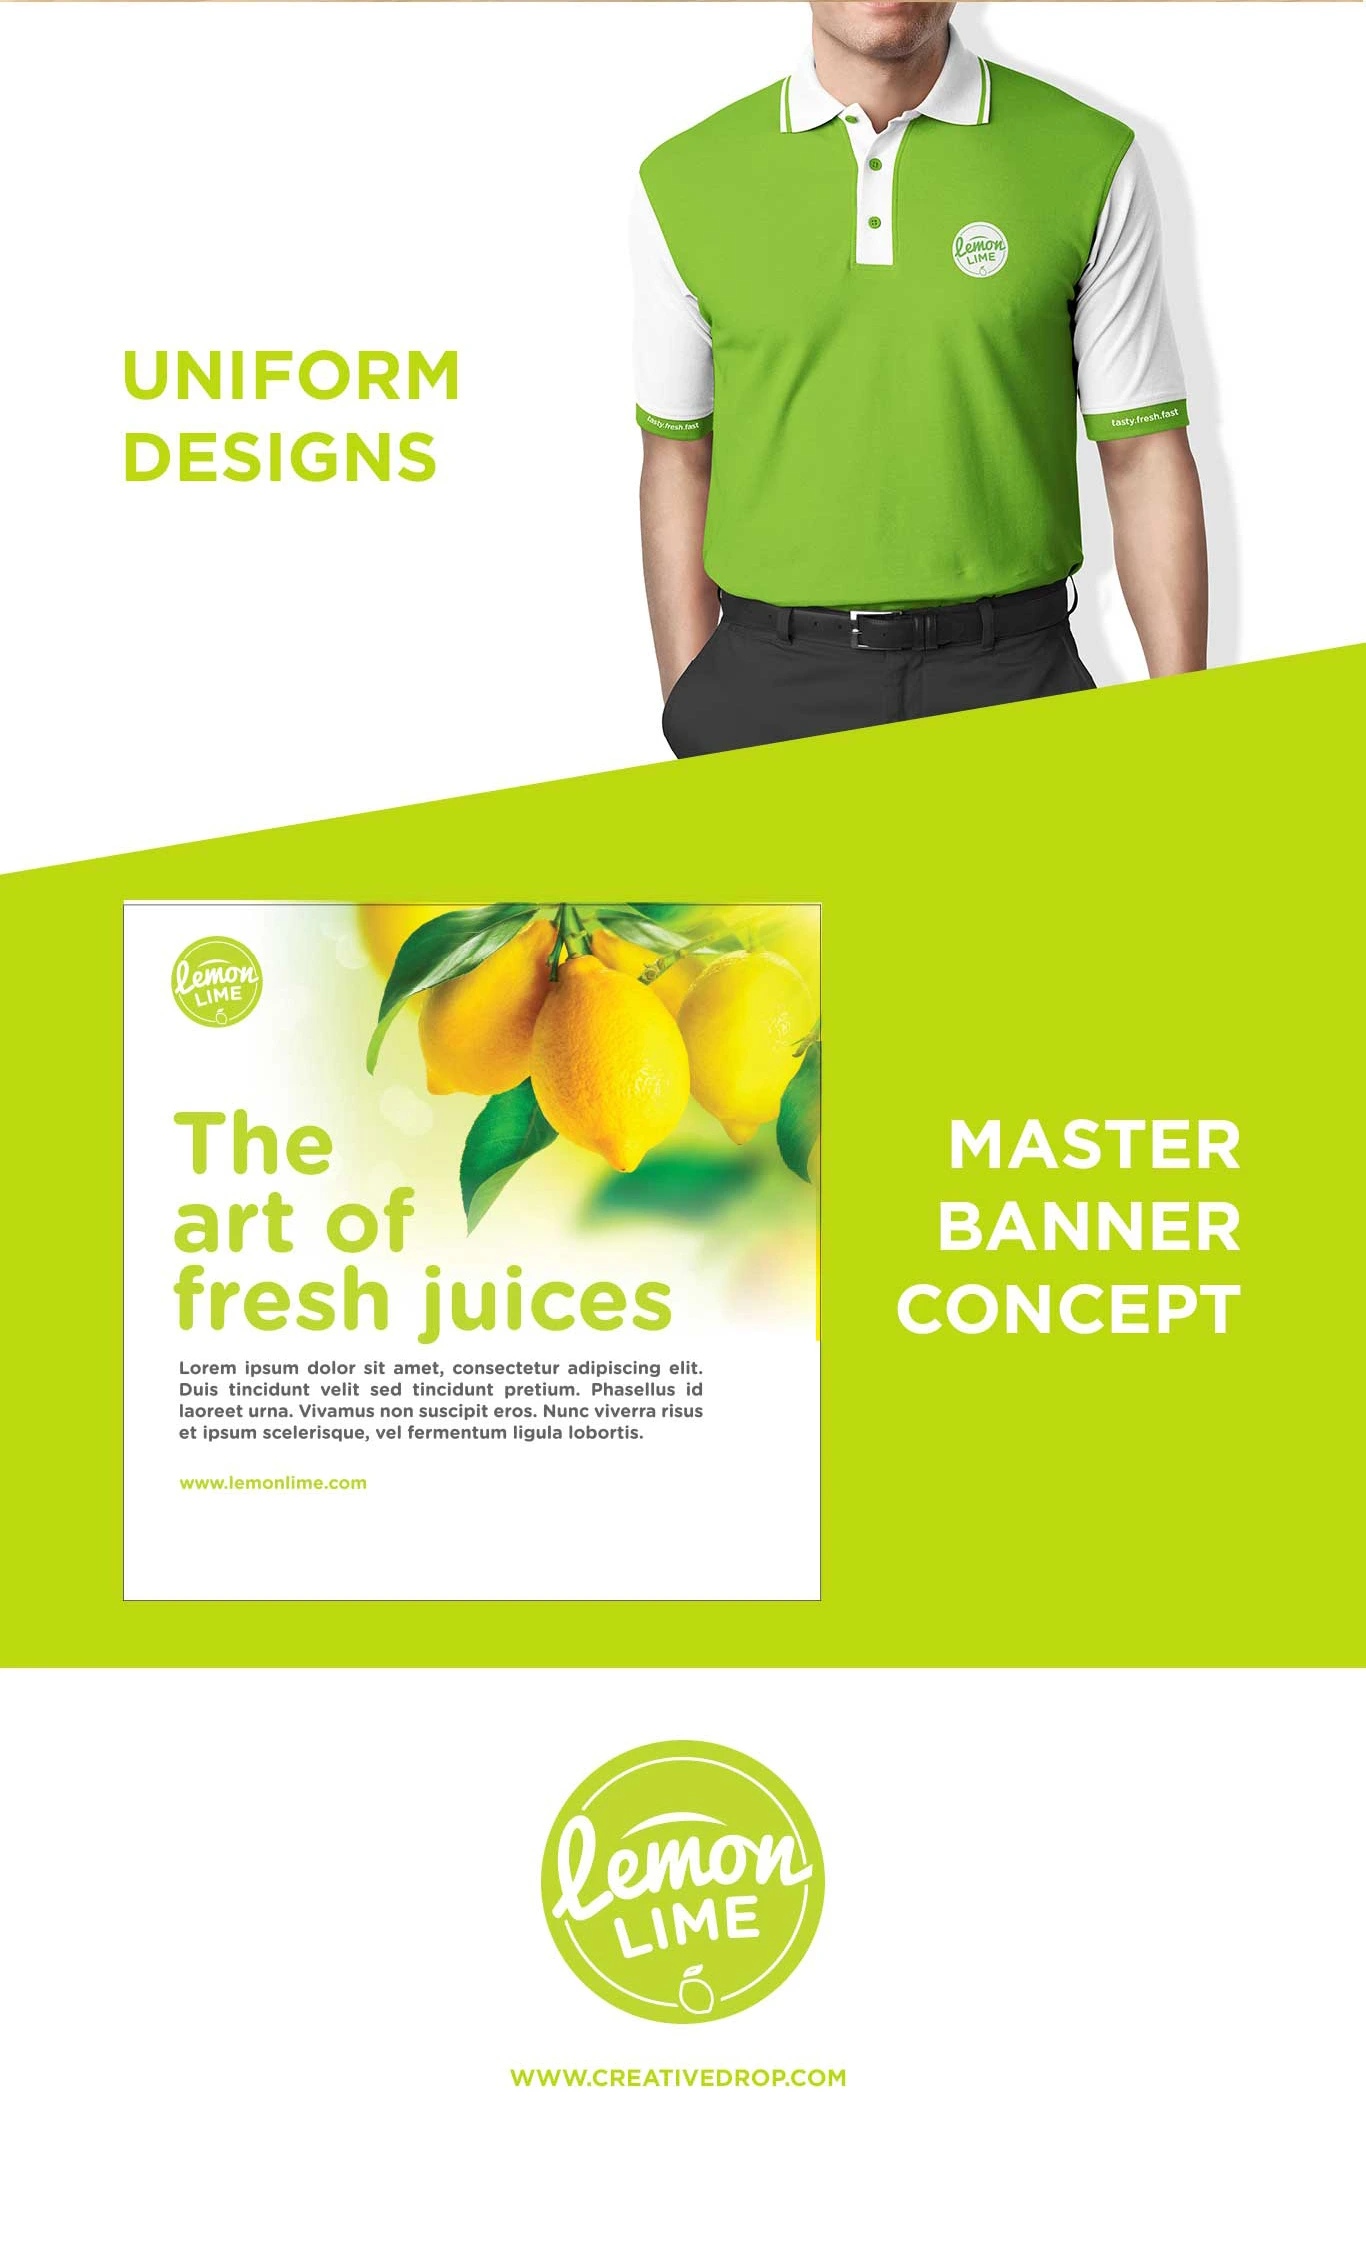 lemon
LIME
tasty.fresh.fast
tasty.fresh.fast
UNIFORM
DESIGNS
lemon
LIME
The
art of
fresh juices
Lorem ipsum dolor sit amet, consectetur adipiscing elit.
Duis tincidunt velit sed tincidunt pretium. Phasellus id
laoreet urna. Vivamus non suscipit eros. Nunc viverra risus
et ipsum scelerisque, vel fermentum ligula lobortis.
www.lemonlime.com
MASTER
BANNER
CONCEPT
lemon
LIME
WWW.CREATIVEDROP.COM